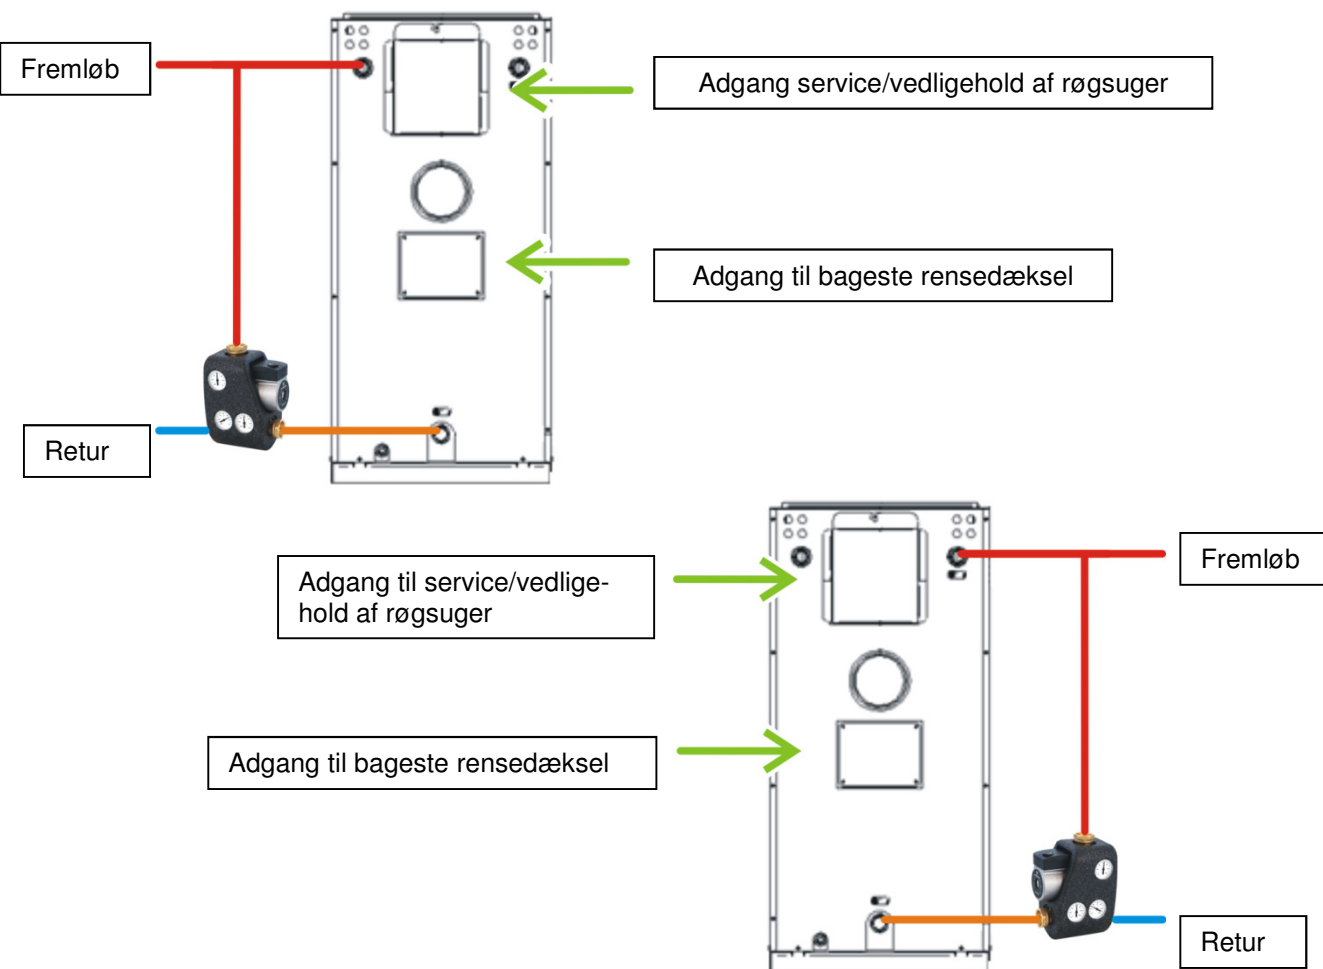 Fremløb
Adgang service/vedligehold af røgsuger
Adgang til bageste rensedæksel
Retur
Fremløb
Adgang til service/vedlige-
hold af røgsuger
Adgang til bageste rensedæksel
Retur